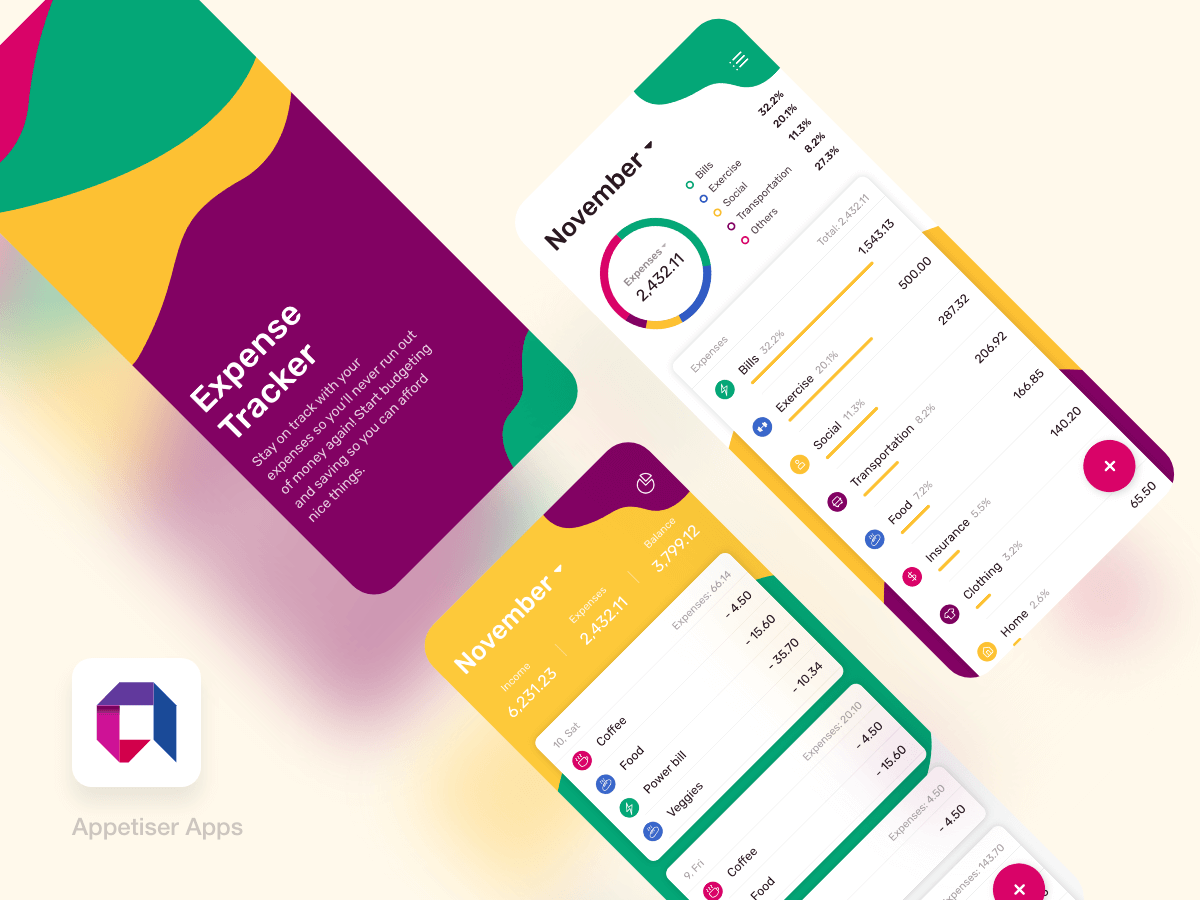 Expense
Tracker
Stay on track with your
expenses so you'll never run out
of money again! Start budgeting
and saving so you can afford
nice things.
November
Expenses
2,432.11
Bills 32.2%
Exercise 20.1%
Social 11.3%
Transportation 8.2%
Others 27.3%
Expenses Total: 2,432.11
Bills 32.2% 1,543.13
Exercise 20.1% 500.00
Social 11.3% 287.32
Transportation 8.2% 206.92
Food 7.2% 166.85
Insurance 5.5% 140.20
Clothing 3.2%
Home 2.6% 65.50
November
Income Expenses Balance
6,231.23 2,432.11 3,799.12
10. Sat Expenses: 66.14
Coffee - 4.50
Food - 15.60
Power bill - 35.70
Veggies - 10.34
9. Fri Expenses: 20.10
Coffee - 4.50
Food - 15.60
Expenses: 4.50
- 4.50
Expenses: 143.70
Appetiser Apps